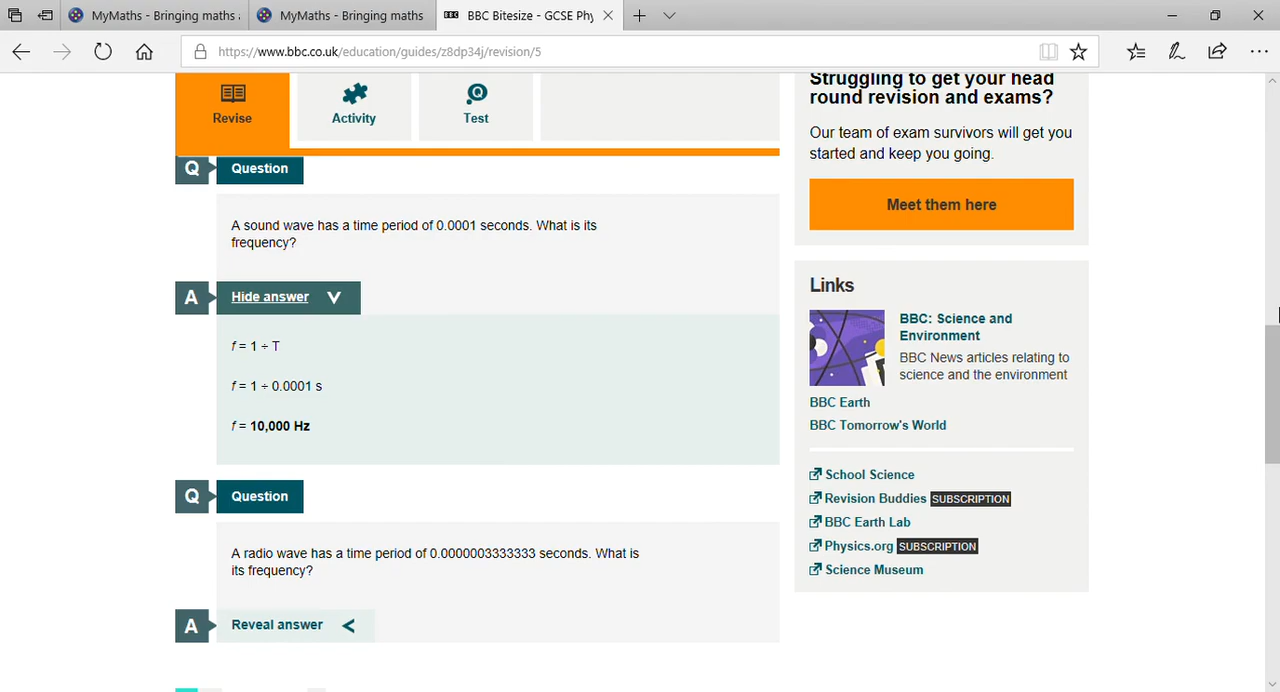 MyMaths - Bringing maths
MyMaths - Bringing maths
BBC Bitesize - GCSE Phy
https://www.bbc.co.uk/education/guides/z8dp34j/revision/5
Revise
Activity
Test
Q Question
A sound wave has a time period of 0.0001 seconds. What is its
frequency?
A Hide answer
f = 1 ÷ T
f = 1 ÷ 0.0001 s
f = 10,000 Hz
Q Question
A radio wave has a time period of 0.0000003333333 seconds. What is
its frequency?
A Reveal answer
Struggling to get your head
round revision and exams?
Our team of exam survivors will get you
started and keep you going.
Meet them here
Links
BBC: Science and
Environment
BBC News articles relating to
science and the environment
BBC Earth
BBC Tomorrow's World
School Science
Revision Buddies SUBSCRIPTION
BBC Earth Lab
Physics.org SUBSCRIPTION
Science Museum